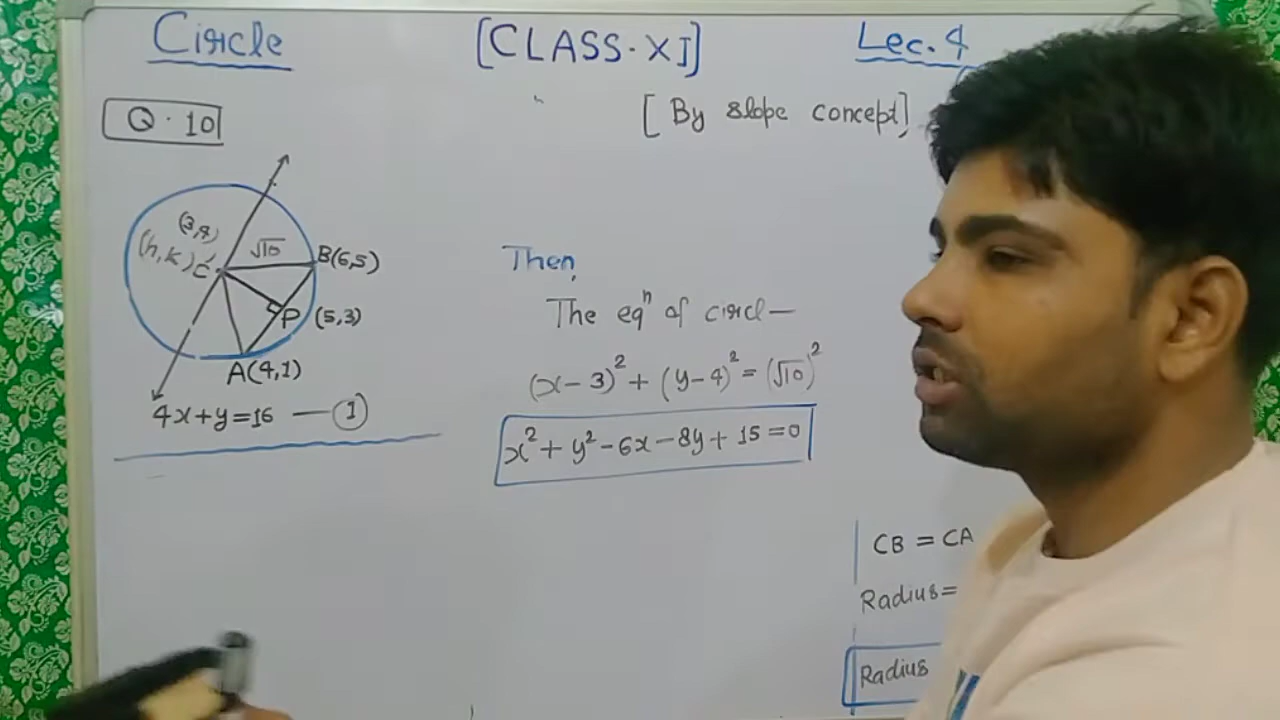 Circle
[CLASS·XI]
Lec.4
Q·10
[By slope concept]
(3,4)
(h,k) C
√10
B(6,5)
P (5,3)
A(4,1)
4x+y=16 — ①
Then,
The eqⁿ of circl—
(x-3)²+(y-4)²=(√10)²
x²+y²-6x-8y+15=0
CB = CA
Radius=
Radius